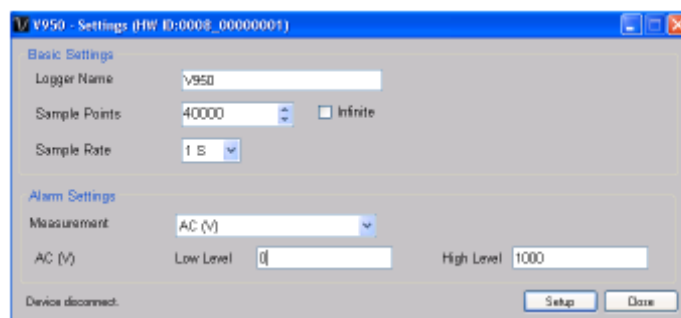 V950 - Settings (HW ID:0008_00000001)
Basic Settings
Logger Name V950
Sample Points 40000 Infinite
Sample Rate 1 S
Alarm Settings
Measurement AC (V)
AC (V) Low Level 0 High Level 1000
Device disconnect. Setup Close